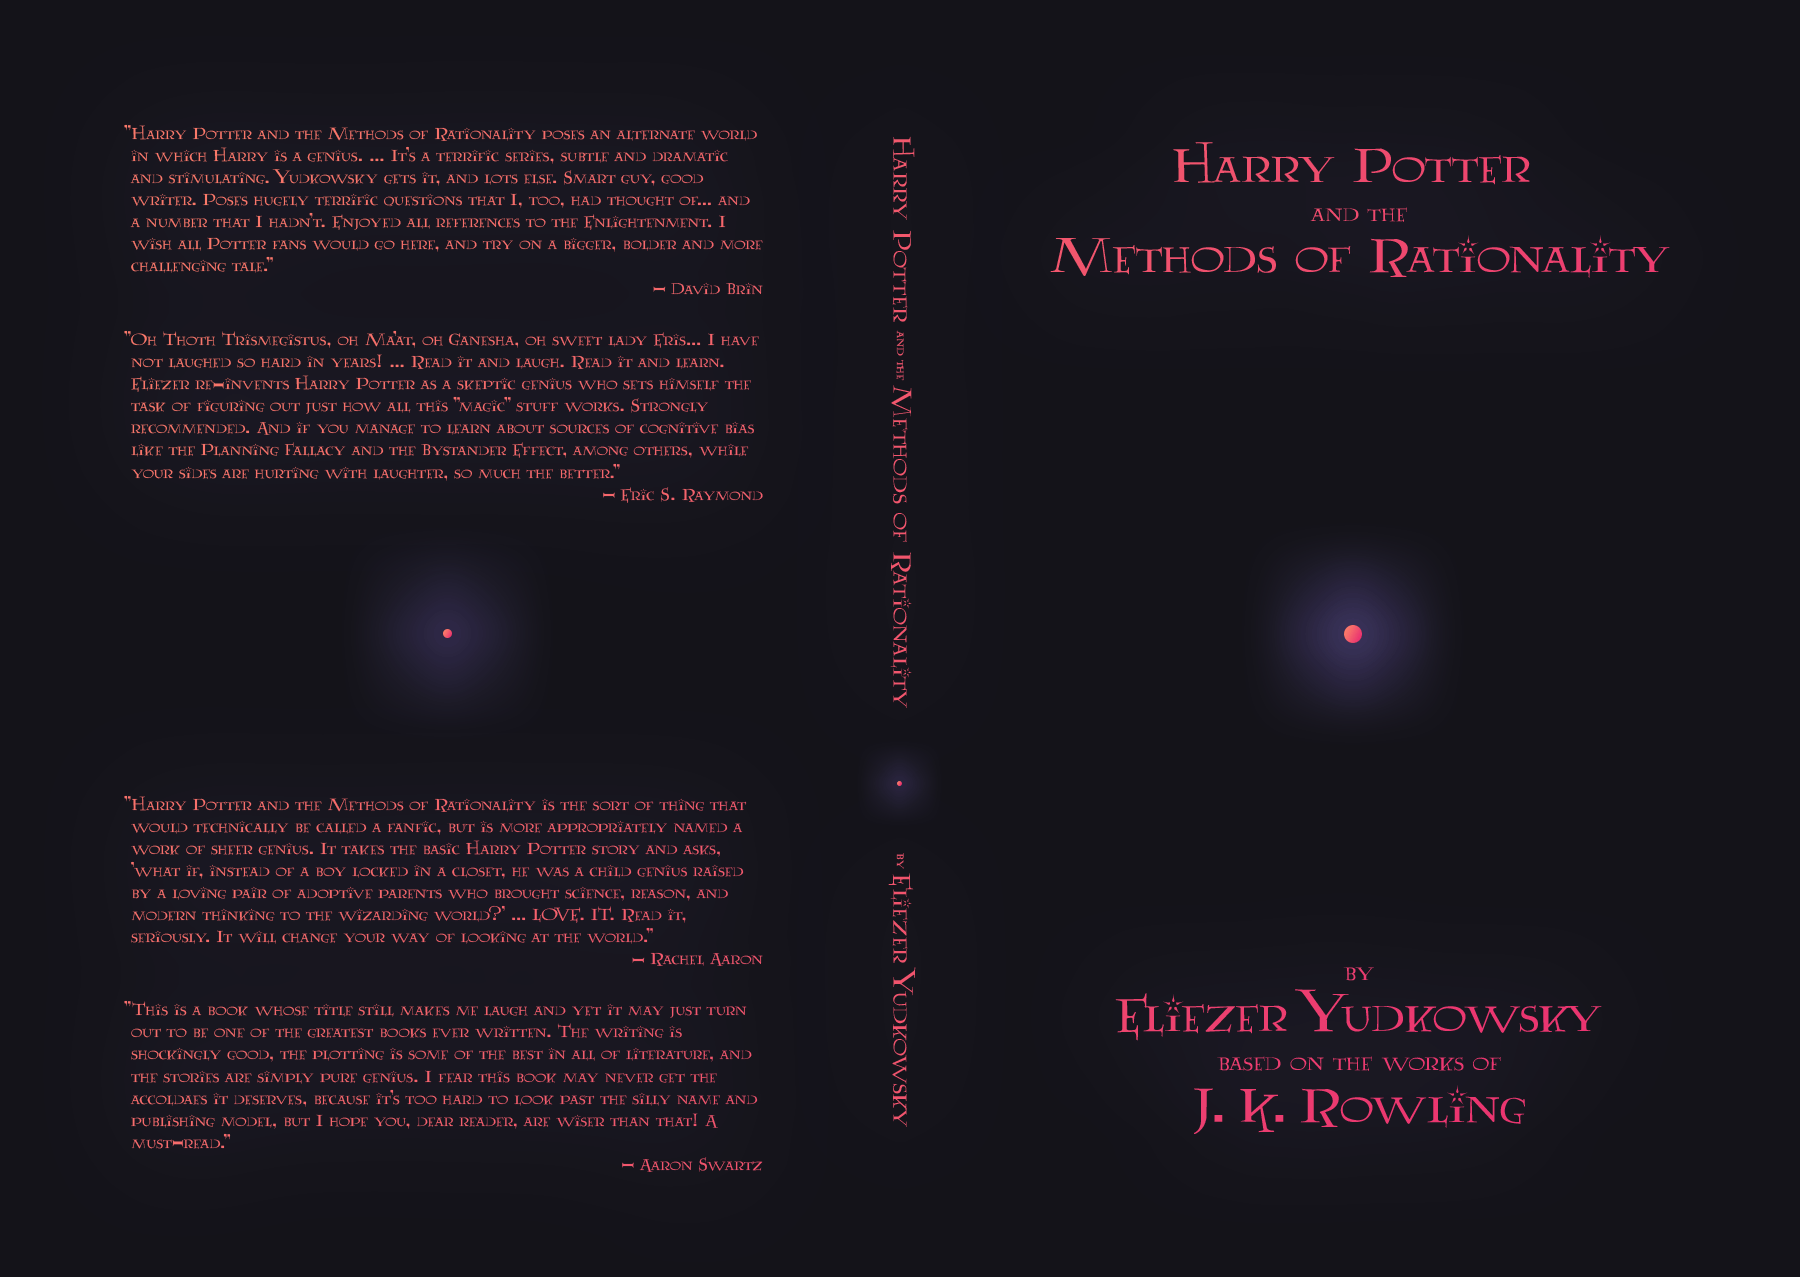 "Harry Potter and the Methods of Rationality poses an alternate world
in which Harry is a genius. ... It's a terrific series, subtle and dramatic
and stimulating. Yudkowsky gets it, and lots else. Smart guy, good
writer. Poses hugely terrific questions that I, too, had thought of... and
a number that I hadn't. Enjoyed all references to the Enlightenment. I
wish all Potter fans would go here, and try on a bigger, bolder and more
challenging tale."
- David Brin
"Oh Thoth Trismegistus, oh Ma'at, oh Ganesha, oh sweet lady Eris... I have
not laughed so hard in years! ... Read it and laugh. Read it and learn.
Eliezer re-invents Harry Potter as a skeptic genius who sets himself the
task of figuring out just how all this "magic" stuff works. Strongly
recommended. And if you manage to learn about sources of cognitive bias
like the Planning Fallacy and the Bystander Effect, among others, while
your sides are hurting with laughter, so much the better."
- Eric S. Raymond
"Harry Potter and the Methods of Rationality is the sort of thing that
would technically be called a fanfic, but is more appropriately named a
work of sheer genius. It takes the basic Harry Potter story and asks,
'what if, instead of a boy locked in a closet, he was a child genius raised
by a loving pair of adoptive parents who brought science, reason, and
modern thinking to the wizarding world?' ... LOVE. IT. Read it,
seriously. It will change your way of looking at the world."
- Rachel Aaron
"This is a book whose title still makes me laugh and yet it may just turn
out to be one of the greatest books ever written. The writing is
shockingly good, the plotting is some of the best in all of literature, and
the stories are simply pure genius. I fear this book may never get the
accoldaes it deserves, because it's too hard to look past the silly name and
publishing model, but I hope you, dear reader, are wiser than that! A
must-read."
- Aaron Swartz
Harry Potter and the Methods of Rationality
by Eliezer Yudkowsky
Harry Potter
and the
Methods of Rationality
by
Eliezer Yudkowsky
based on the works of
J. K. Rowling